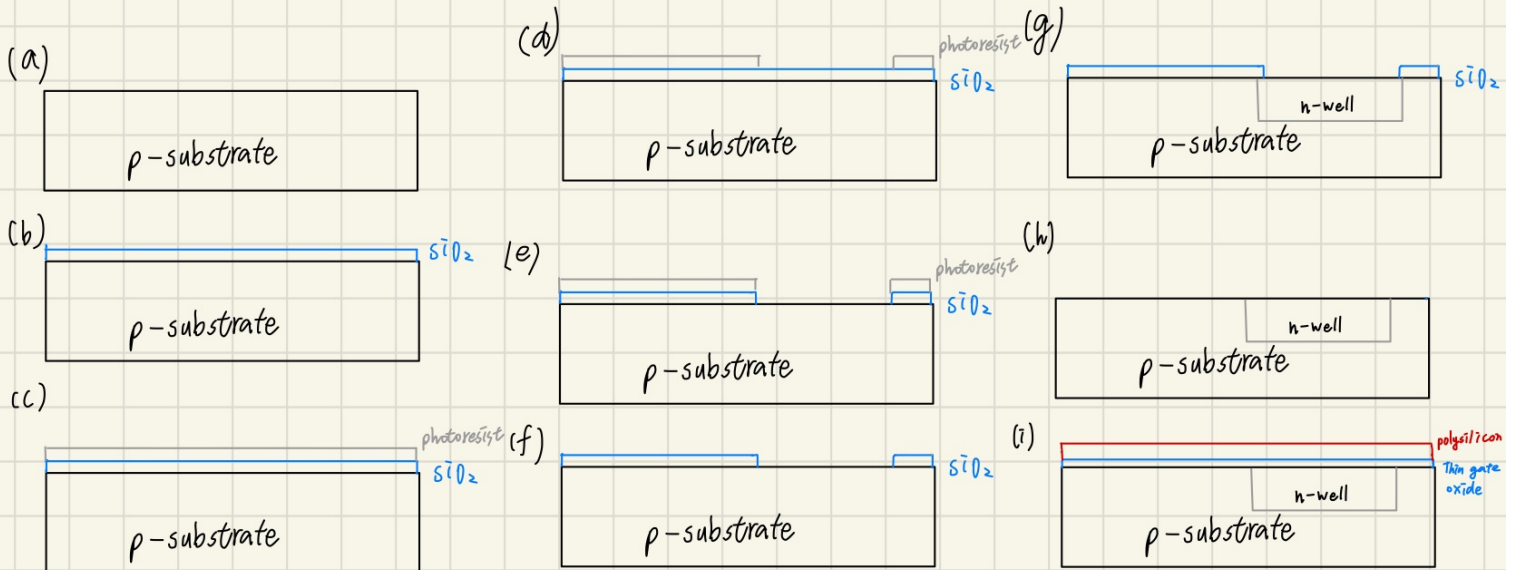 (a)
p-substrate
(b)
SiO2
p-substrate
(c)
photoresist
SiO2
p-substrate
(d)
photoresist
SiO2
p-substrate
(e)
photoresist
SiO2
p-substrate
(f)
SiO2
p-substrate
(g)
SiO2
n-well
p-substrate
(h)
n-well
p-substrate
(i)
polysilicon
Thin gate
oxide
n-well
p-substrate